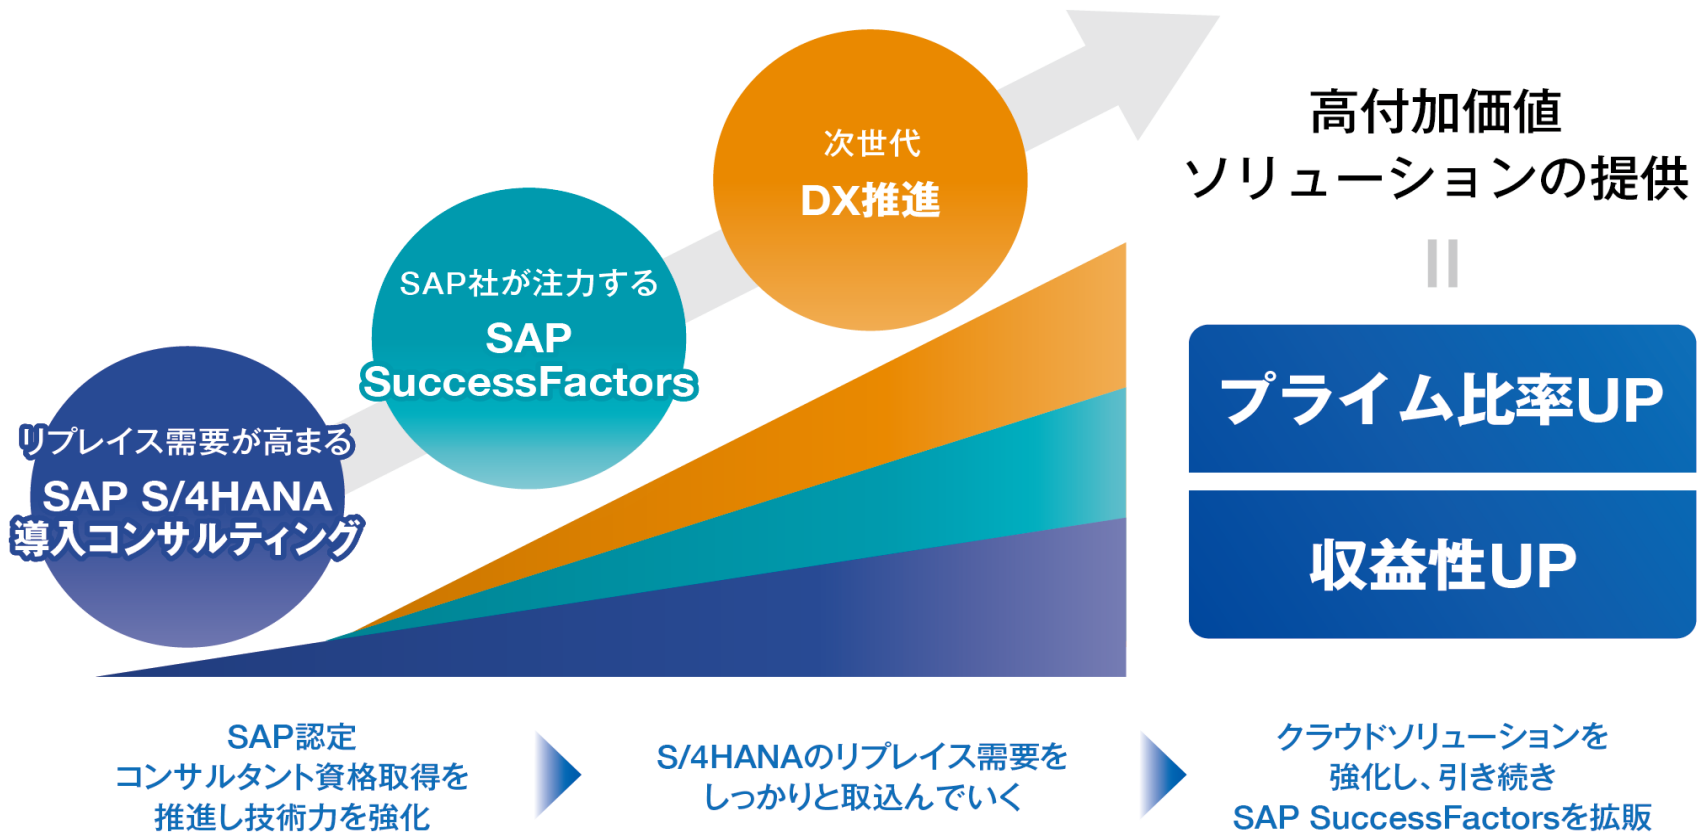 リプレイス需要が高まる
SAP S/4HANA
導入コンサルティング
SAP社が注力する
SAP
SuccessFactors
次世代
DX推進
高付加価値
ソリューションの提供
プライム比率UP
収益性UP
SAP認定
コンサルタント資格取得を
推進し技術力を強化
S/4HANAのリプレイス需要を
しっかりと取込んでいく
クラウドソリューションを
強化し、引き続き
SAP SuccessFactorsを拡販